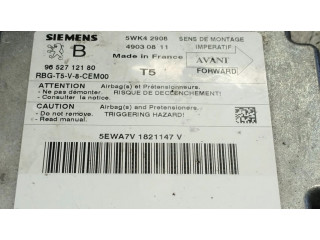 SIEMENS 5WK4 2906 SENS DE MONTAGE
B 4903 08 11 IMPERATIF
Made in France AVANT
96 527 121 80
RBG-T5-V-8-CEM00 T5 FORWARD
ATTENTION Airbag(s) et Prétensionneurs.
- Ne pas démonter. RISQUE DE DECLENCHEMENT!
- Consulter la notice.
CAUTION Airbag(s) and Pretensioners.
- Do not remove. TRIGGERING HAZARD!
- Read manual.
5EWA7V 1821147 V